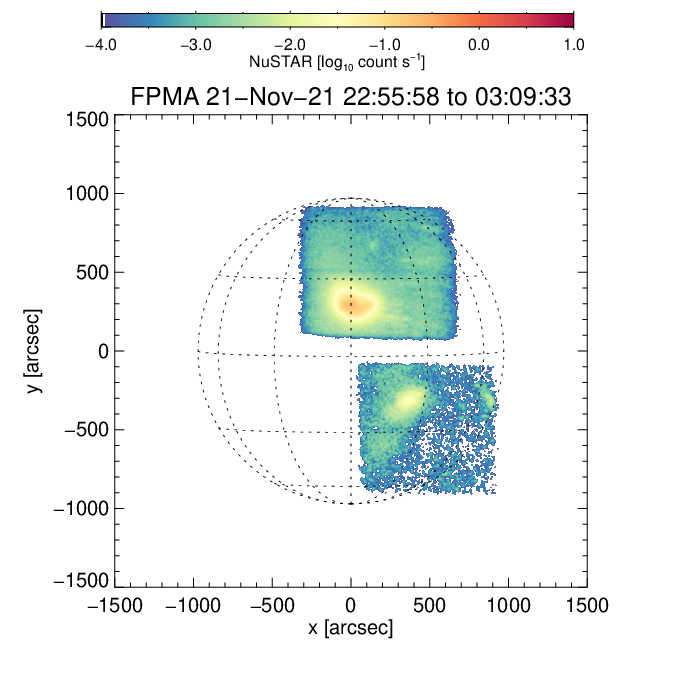 −4.0 −3.0 −2.0 −1.0 0.0 1.0
NuSTAR [log10 count s−1]
FPMA 21−Nov−21 22:55:58 to 03:09:33
1500
1000
500
0
−500
−1000
−1500
y [arcsec]
−1500 −1000 −500 0 500 1000 1500
x [arcsec]